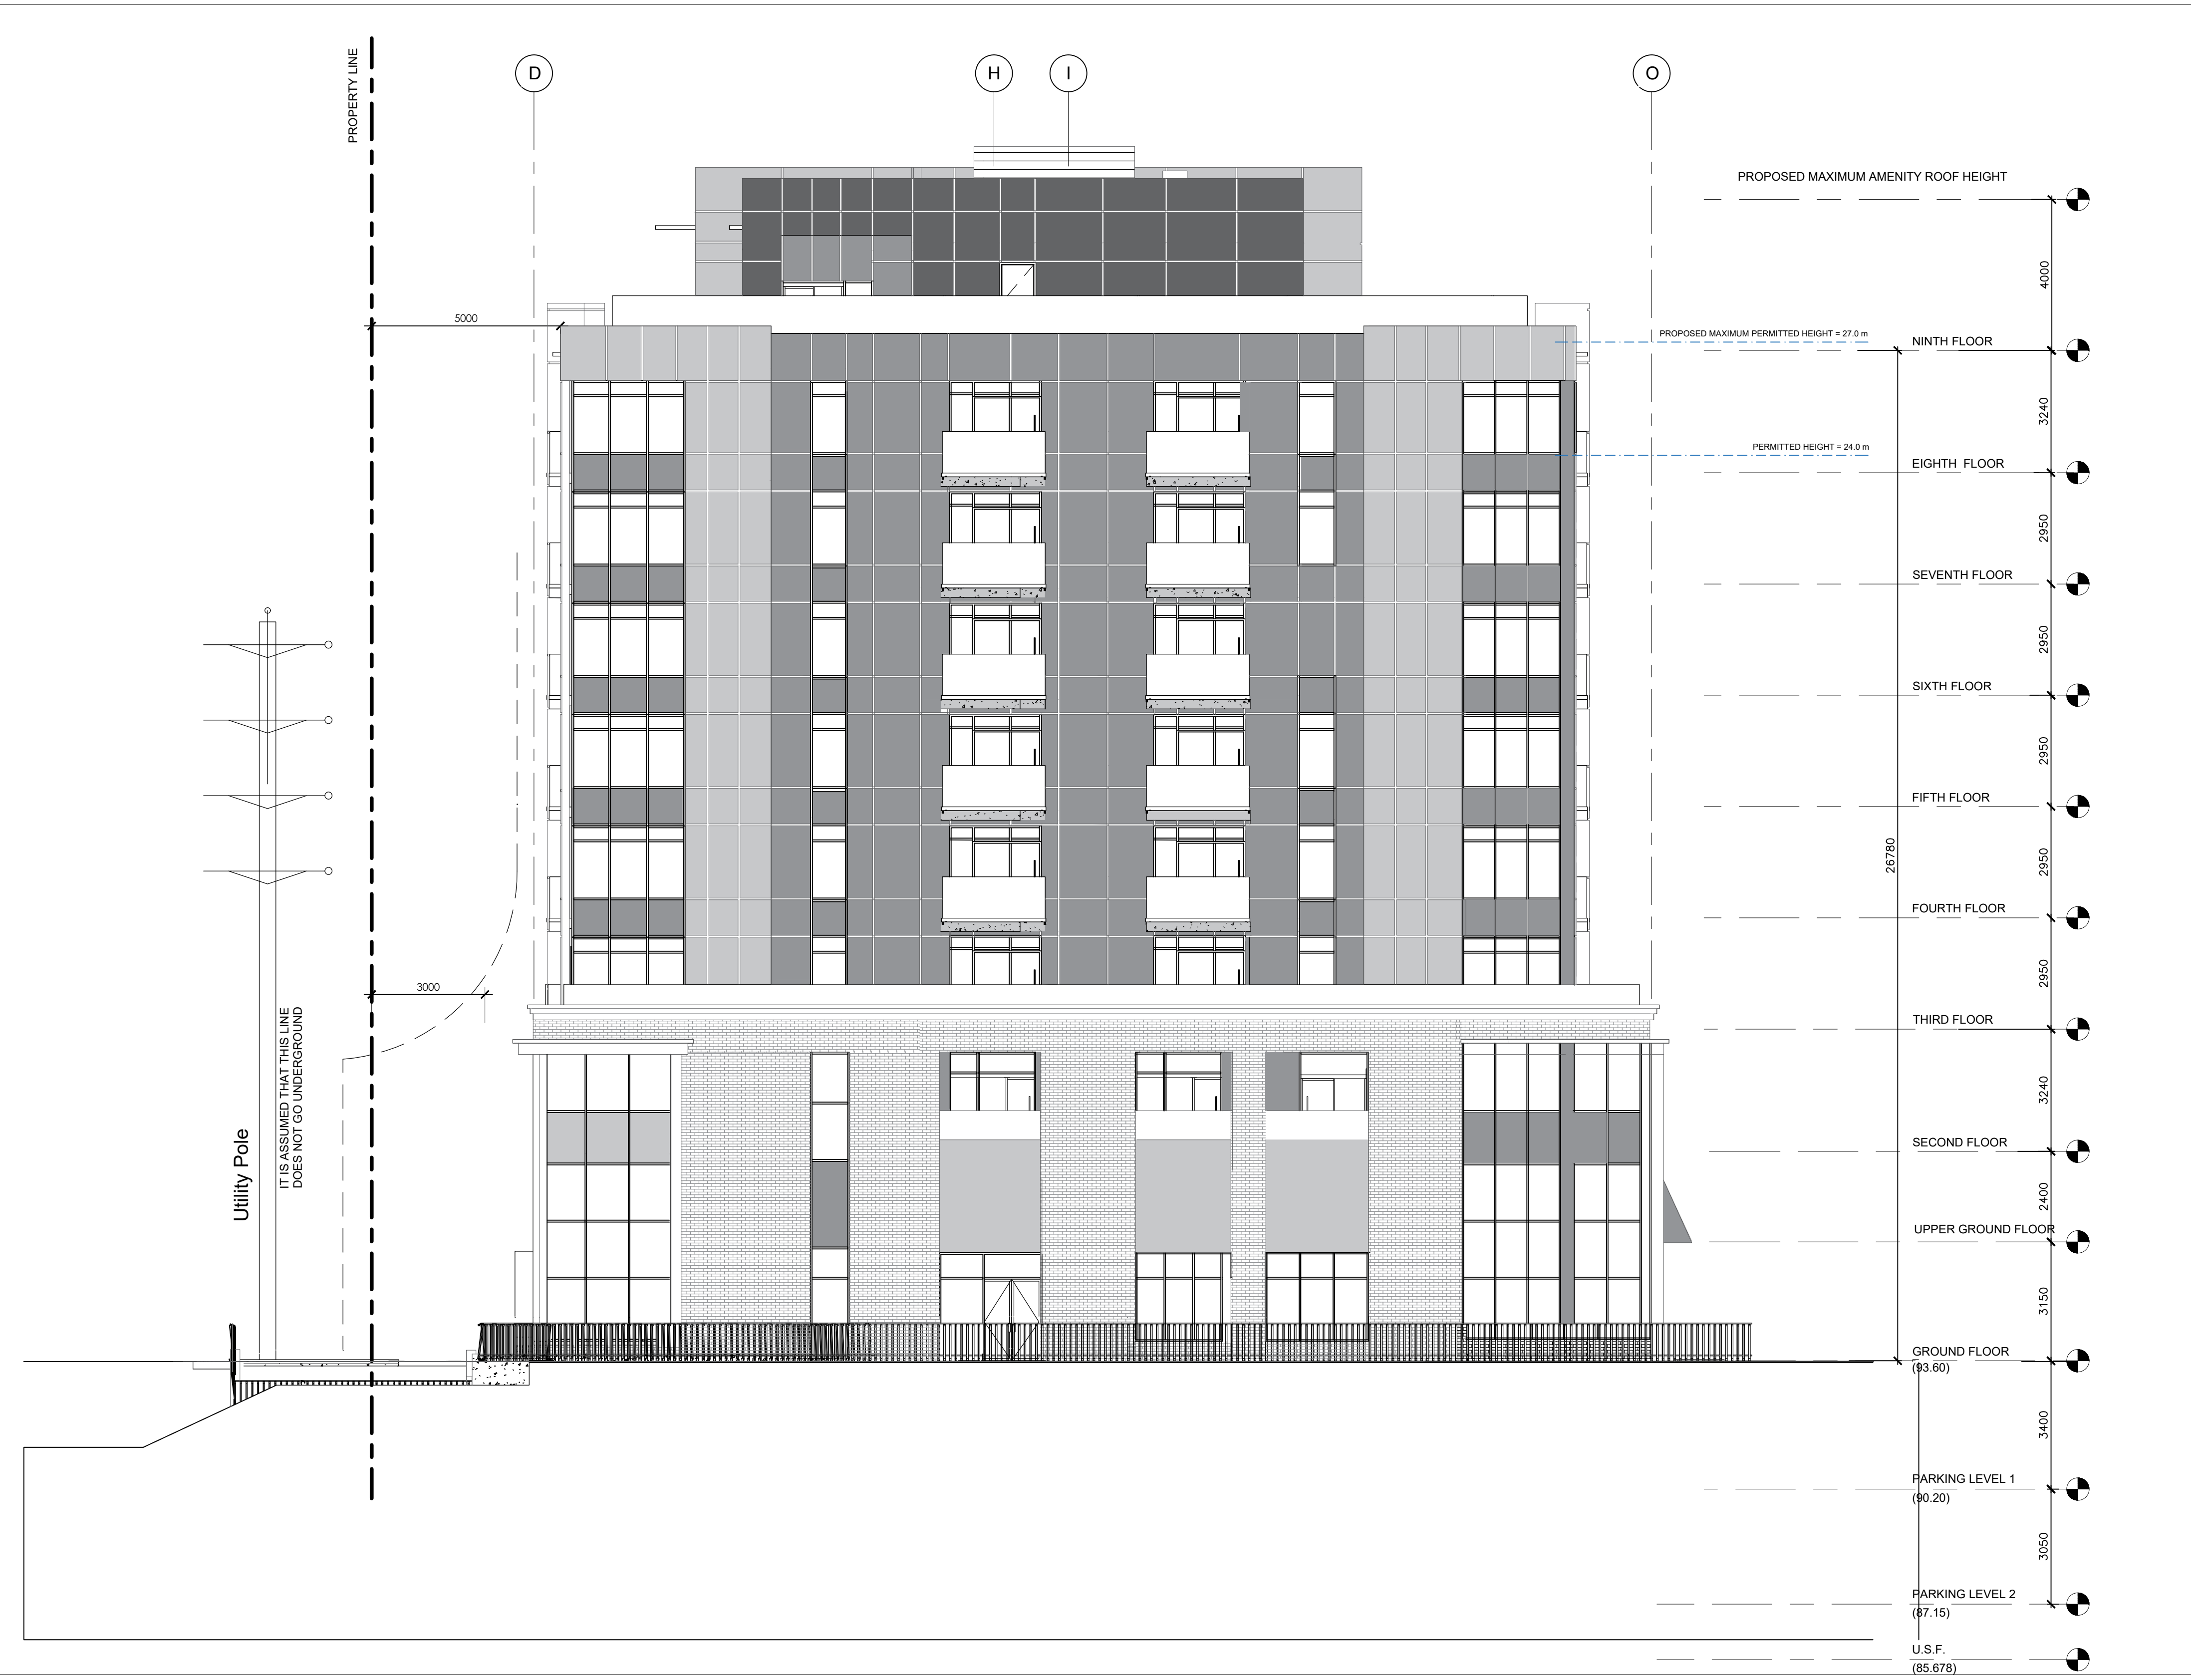 PROPERTY LINE
D
H
I
O
PROPOSED MAXIMUM AMENITY ROOF HEIGHT
4000
5000
PROPOSED MAXIMUM PERMITTED HEIGHT = 27.0 m
NINTH FLOOR
3240
PERMITTED HEIGHT = 24.0 m
EIGHTH FLOOR
2950
SEVENTH FLOOR
2950
SIXTH FLOOR
2950
FIFTH FLOOR
26780
2950
FOURTH FLOOR
2950
3000
THIRD FLOOR
IT IS ASSUMED THAT THIS LINE
DOES NOT GO UNDERGROUND
Utility Pole
3240
SECOND FLOOR
2400
UPPER GROUND FLOOR
3150
GROUND FLOOR
(93.60)
3400
PARKING LEVEL 1
(90.20)
3050
PARKING LEVEL 2
(87.15)
U.S.F.
(85.678)